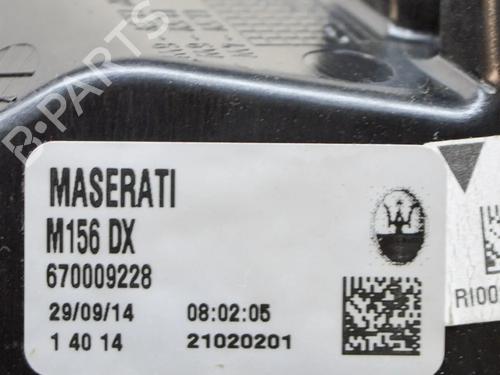 B-PARTS
MASERATI
M156 DX
670009228
29/09/14 08:02:05
1 40 14 21020201
RI00